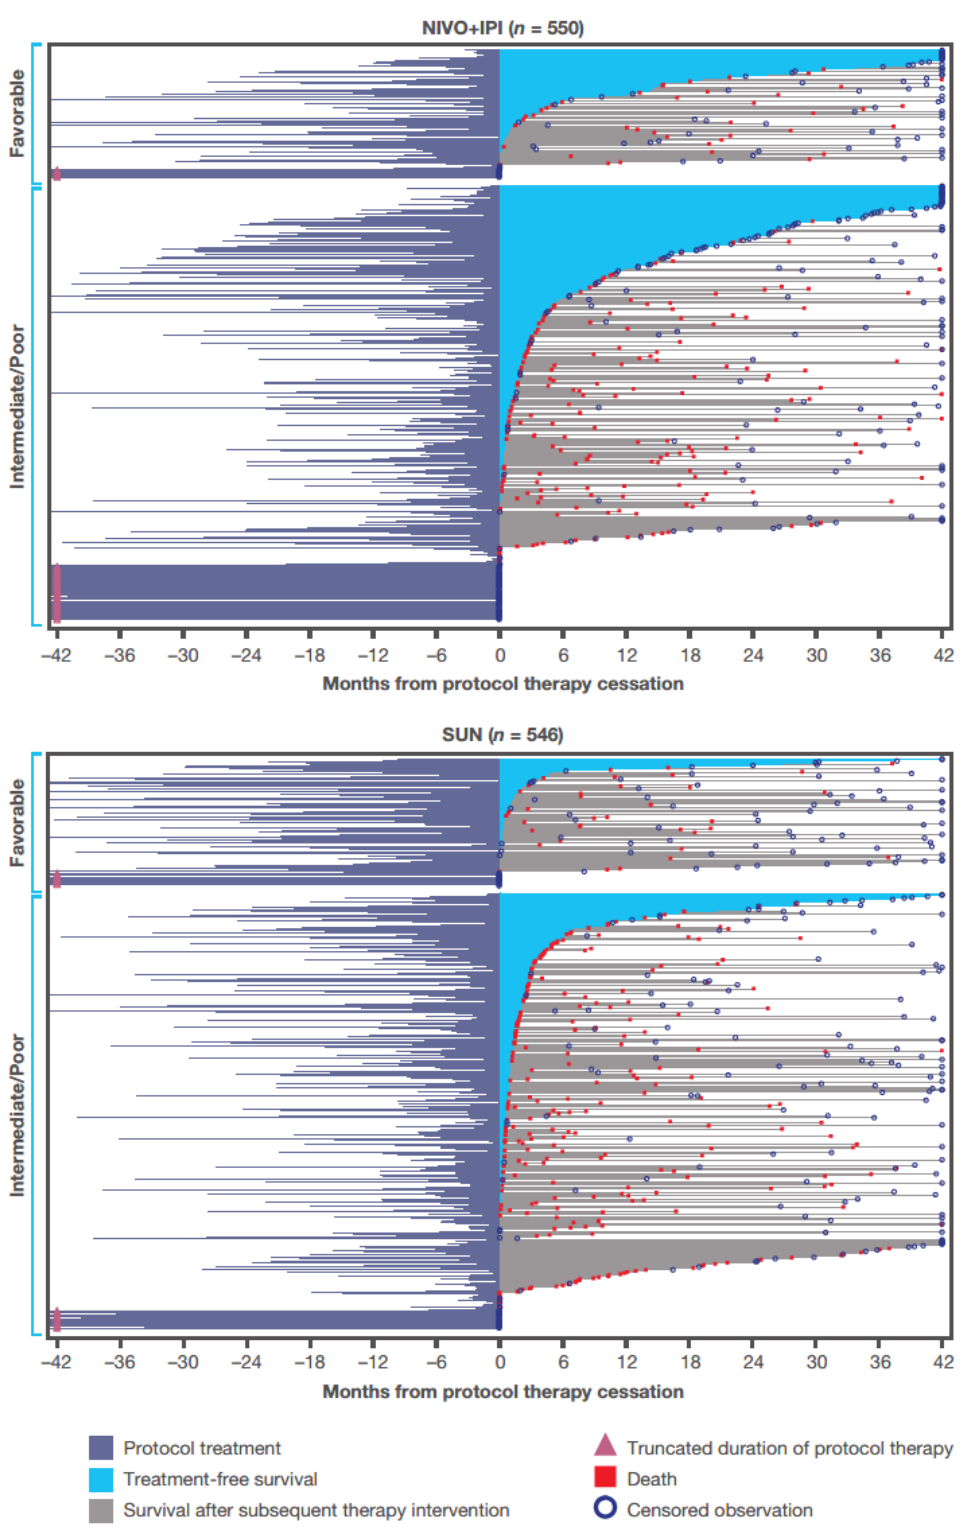 NIVO+IPI (n = 550)
Favorable
Intermediate/Poor
−42 −36 −30 −24 −18 −12 −6 0 6 12 18 24 30 36 42
Months from protocol therapy cessation
SUN (n = 546)
Favorable
Intermediate/Poor
−42 −36 −30 −24 −18 −12 −6 0 6 12 18 24 30 36 42
Months from protocol therapy cessation
Protocol treatment
Treatment-free survival
Survival after subsequent therapy intervention
Truncated duration of protocol therapy
Death
Censored observation